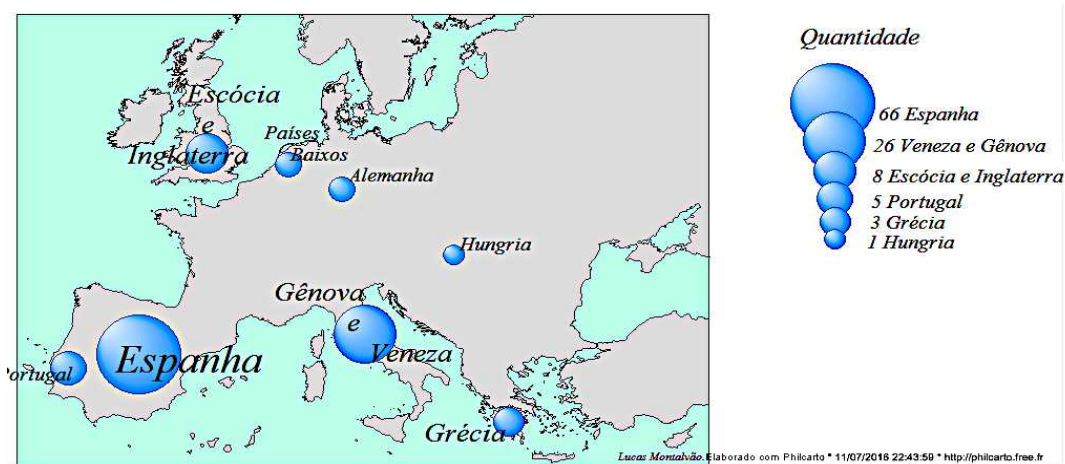 Escócia
e
Inglaterra
Países
Baixos
Alemanha
Hungria
Gênova
e
Veneza
Espanha
Portugal
Grécia
Quantidade
66 Espanha
26 Veneza e Gênova
8 Escócia e Inglaterra
5 Portugal
3 Grécia
1 Hungria
Lucas Montalvão. Elaborado com Philcarto * 11/07/2016 22:43:59 * http://philcarto.free.fr